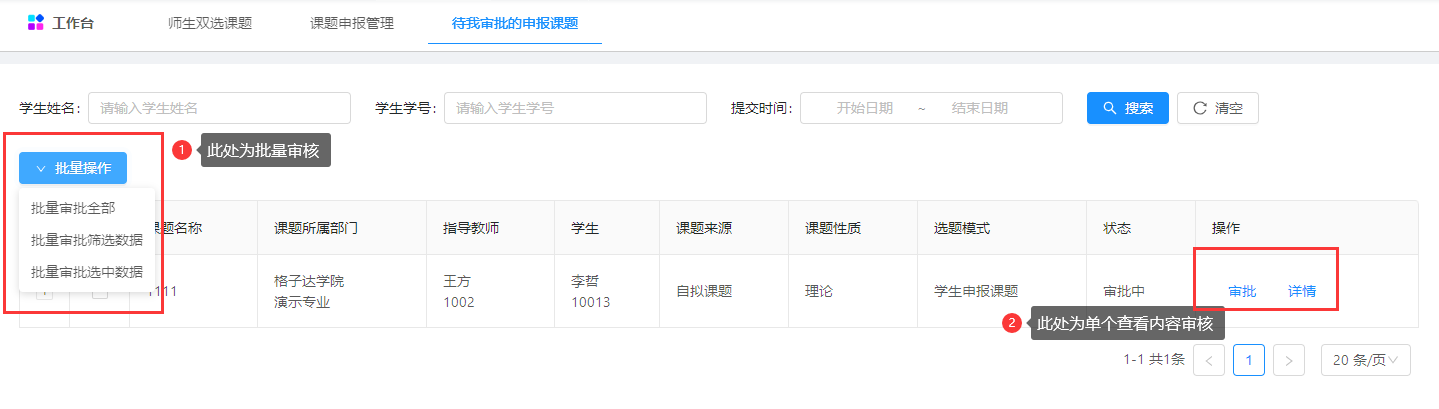 工作台 师生双选课题 课题申报管理 待我审批的申报课题
学生姓名: 请输入学生姓名 学生学号: 请输入学生学号 提交时间: 开始日期 ~ 结束日期 搜索 清空
1 此处为批量审核
批量操作
批量审批全部
批量审批筛选数据
批量审批选中数据
课题名称 课题所属部门 指导教师 学生 课题来源 课题性质 选题模式 状态 操作
1111 格子达学院 王方 李哲 自拟课题 理论 学生申报课题 审批中 审批 详情
演示专业 1002 10013
2 此处为单个查看内容审核
1-1 共1条 < 1 > 20 条/页